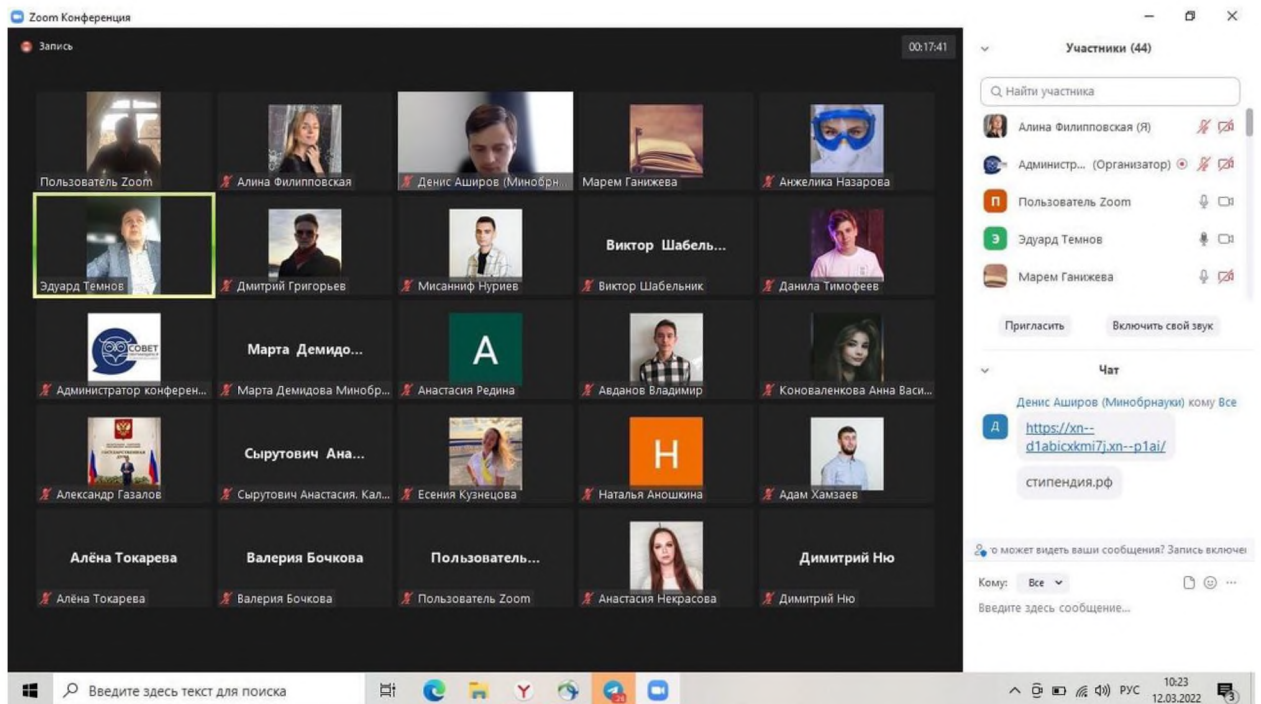 Zoom Конференция
Запись
00:17:41
Пользователь Zoom
Алина Филипповская
Денис Аширов (Минобрн...
Марем Ганижева
Анжелика Назарова
Эдуард Темнов
Дмитрий Григорьев
Мисанниф Нуриев
Виктор Шабель...
Виктор Шабельник
Данила Тимофеев
СОВЕТ
Администратор конферен...
Марта Демидо...
Марта Демидова Минобр...
А
Анастасия Редина
Авданов Владимир
Коноваленкова Анна Васи...
Александр Газалов
Сырутович Ана...
Сырутович Анастасия. Кал...
Есения Кузнецова
Н
Наталья Аношкина
Адам Хамзаев
Алёна Токарева
Алёна Токарева
Валерия Бочкова
Валерия Бочкова
Пользователь...
Пользователь Zoom
Анастасия Некрасова
Димитрий Ню
Димитрий Ню
Участники (44)
Найти участника
Алина Филипповская (Я)
Администр... (Организатор)
П
Пользователь Zoom
Э
Эдуард Темнов
Марем Ганижева
Пригласить
Включить свой звук
Чат
Денис Аширов (Минобрнауки) кому Все
Д
https://xn--
d1abicxkmi7j.xn--p1ai/
стипендия.рф
то может видеть ваши сообщения? Запись включен
Кому: Все
Введите здесь сообщение...
Введите здесь текст для поиска
РУС
10:23
12.03.2022